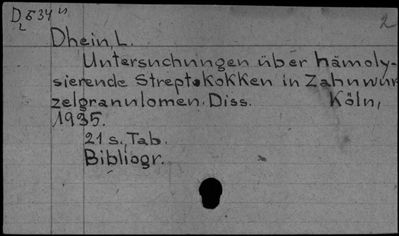 D 534
2
Dhein, L.
Untersuchungen über hämoly-
sierende Streptokokken in Zahnwur
zelgranulomen. Diss. Köln,
1935.
21 s., Tab.
Bibliogr.